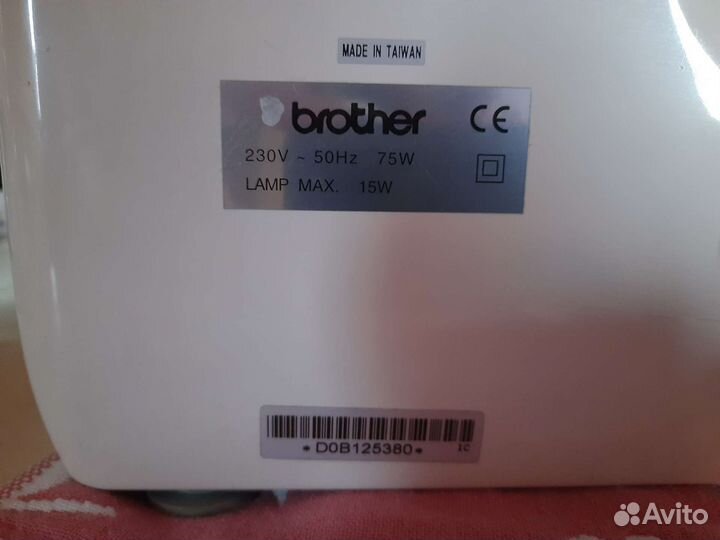 MADE IN TAIWAN
brother CE
230V ~ 50Hz 75W
LAMP MAX. 15W
*D0B125380* IC
Avito